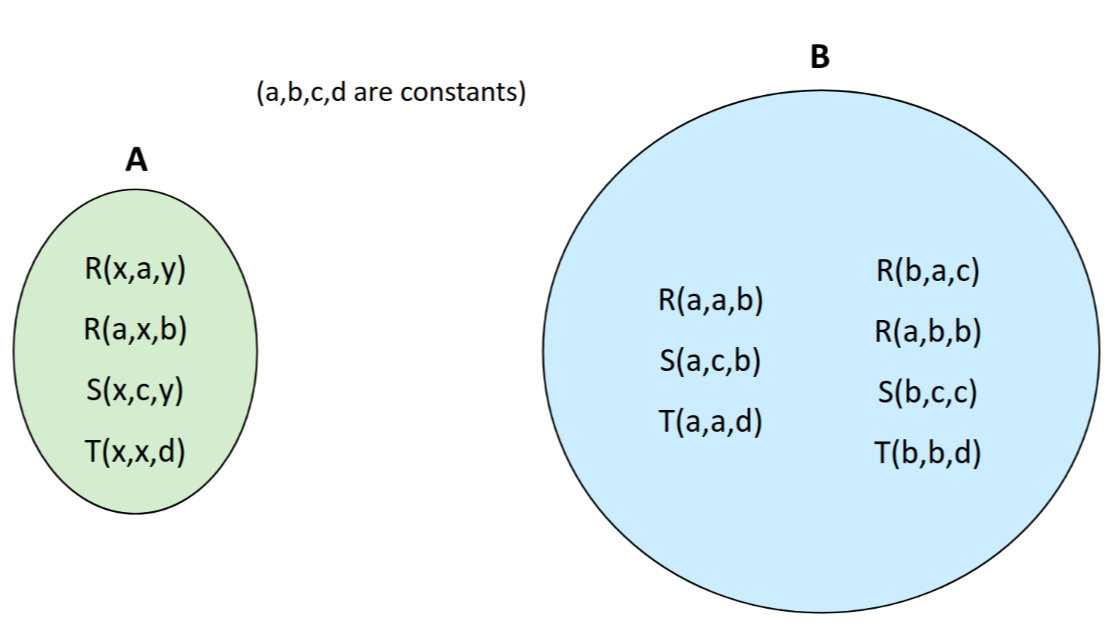 B
(a,b,c,d are constants)
A
R(x,a,y)
R(a,x,b)
S(x,c,y)
T(x,x,d)
R(a,a,b)
S(a,c,b)
T(a,a,d)
R(b,a,c)
R(a,b,b)
S(b,c,c)
T(b,b,d)